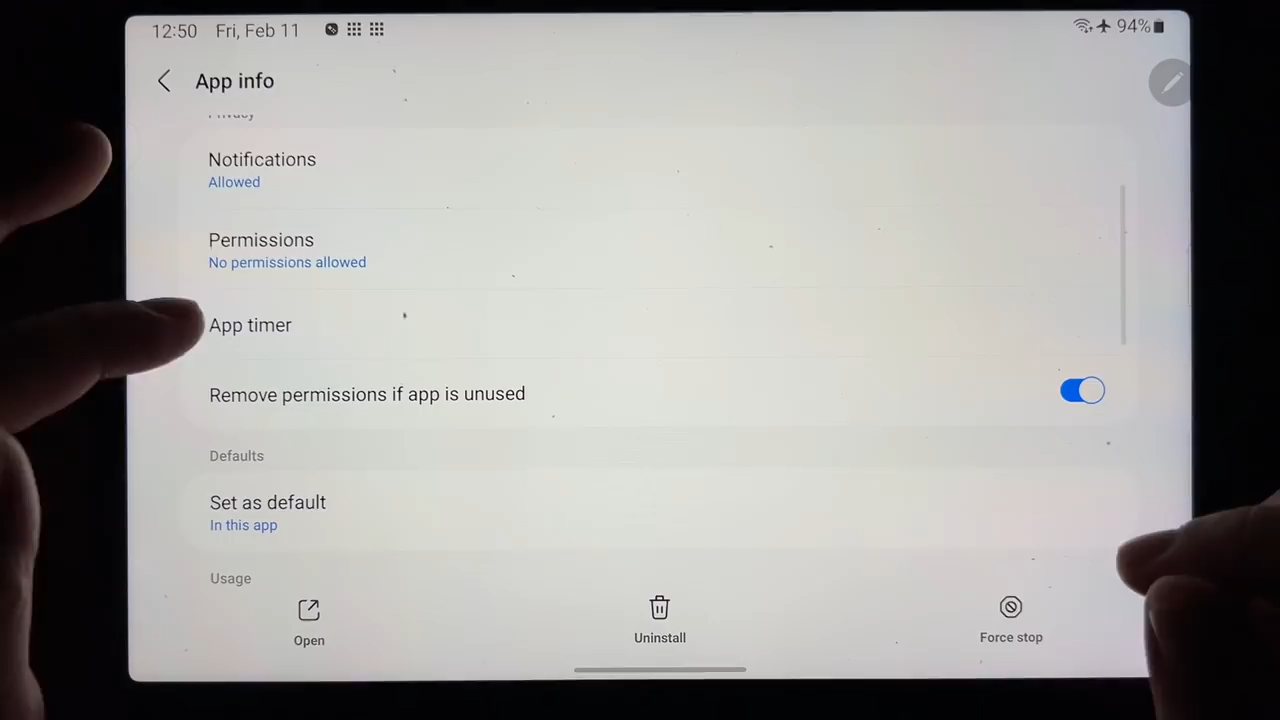 12:50 Fri, Feb 11
94%
App info
Privacy
Notifications
Allowed
Permissions
No permissions allowed
App timer
Remove permissions if app is unused
Defaults
Set as default
In this app
Usage
Open
Uninstall
Force stop